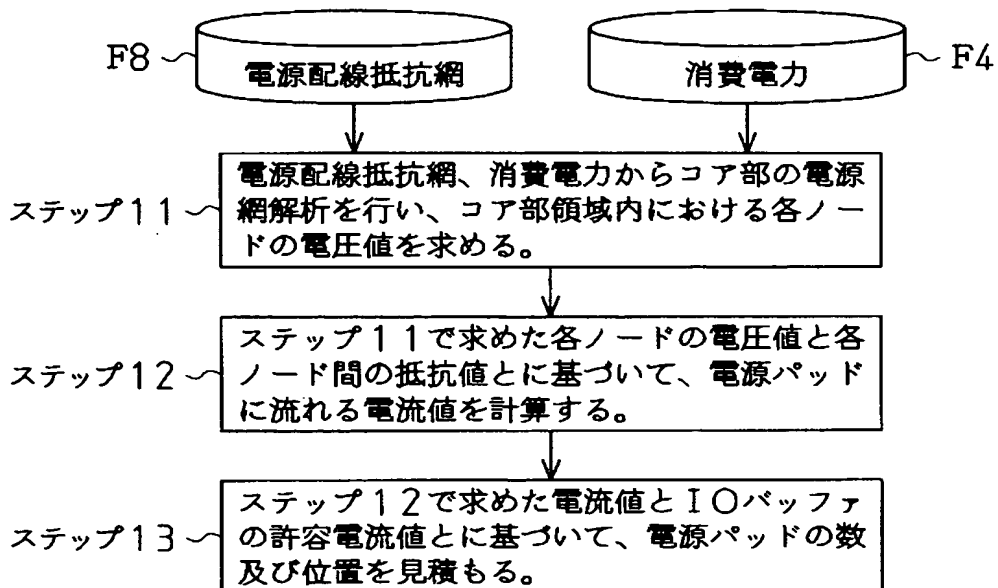 F8
電源配線抵抗網
消費電力
F4
ステップ11
電源配線抵抗網、消費電力からコア部の電源
網解析を行い、コア部領域内における各ノー
ドの電圧値を求める。
ステップ12
ステップ11で求めた各ノードの電圧値と各
ノード間の抵抗値とに基づいて、電源パッド
に流れる電流値を計算する。
ステップ13
ステップ12で求めた電流値とIOバッファ
の許容電流値とに基づいて、電源パッドの数
及び位置を見積もる。